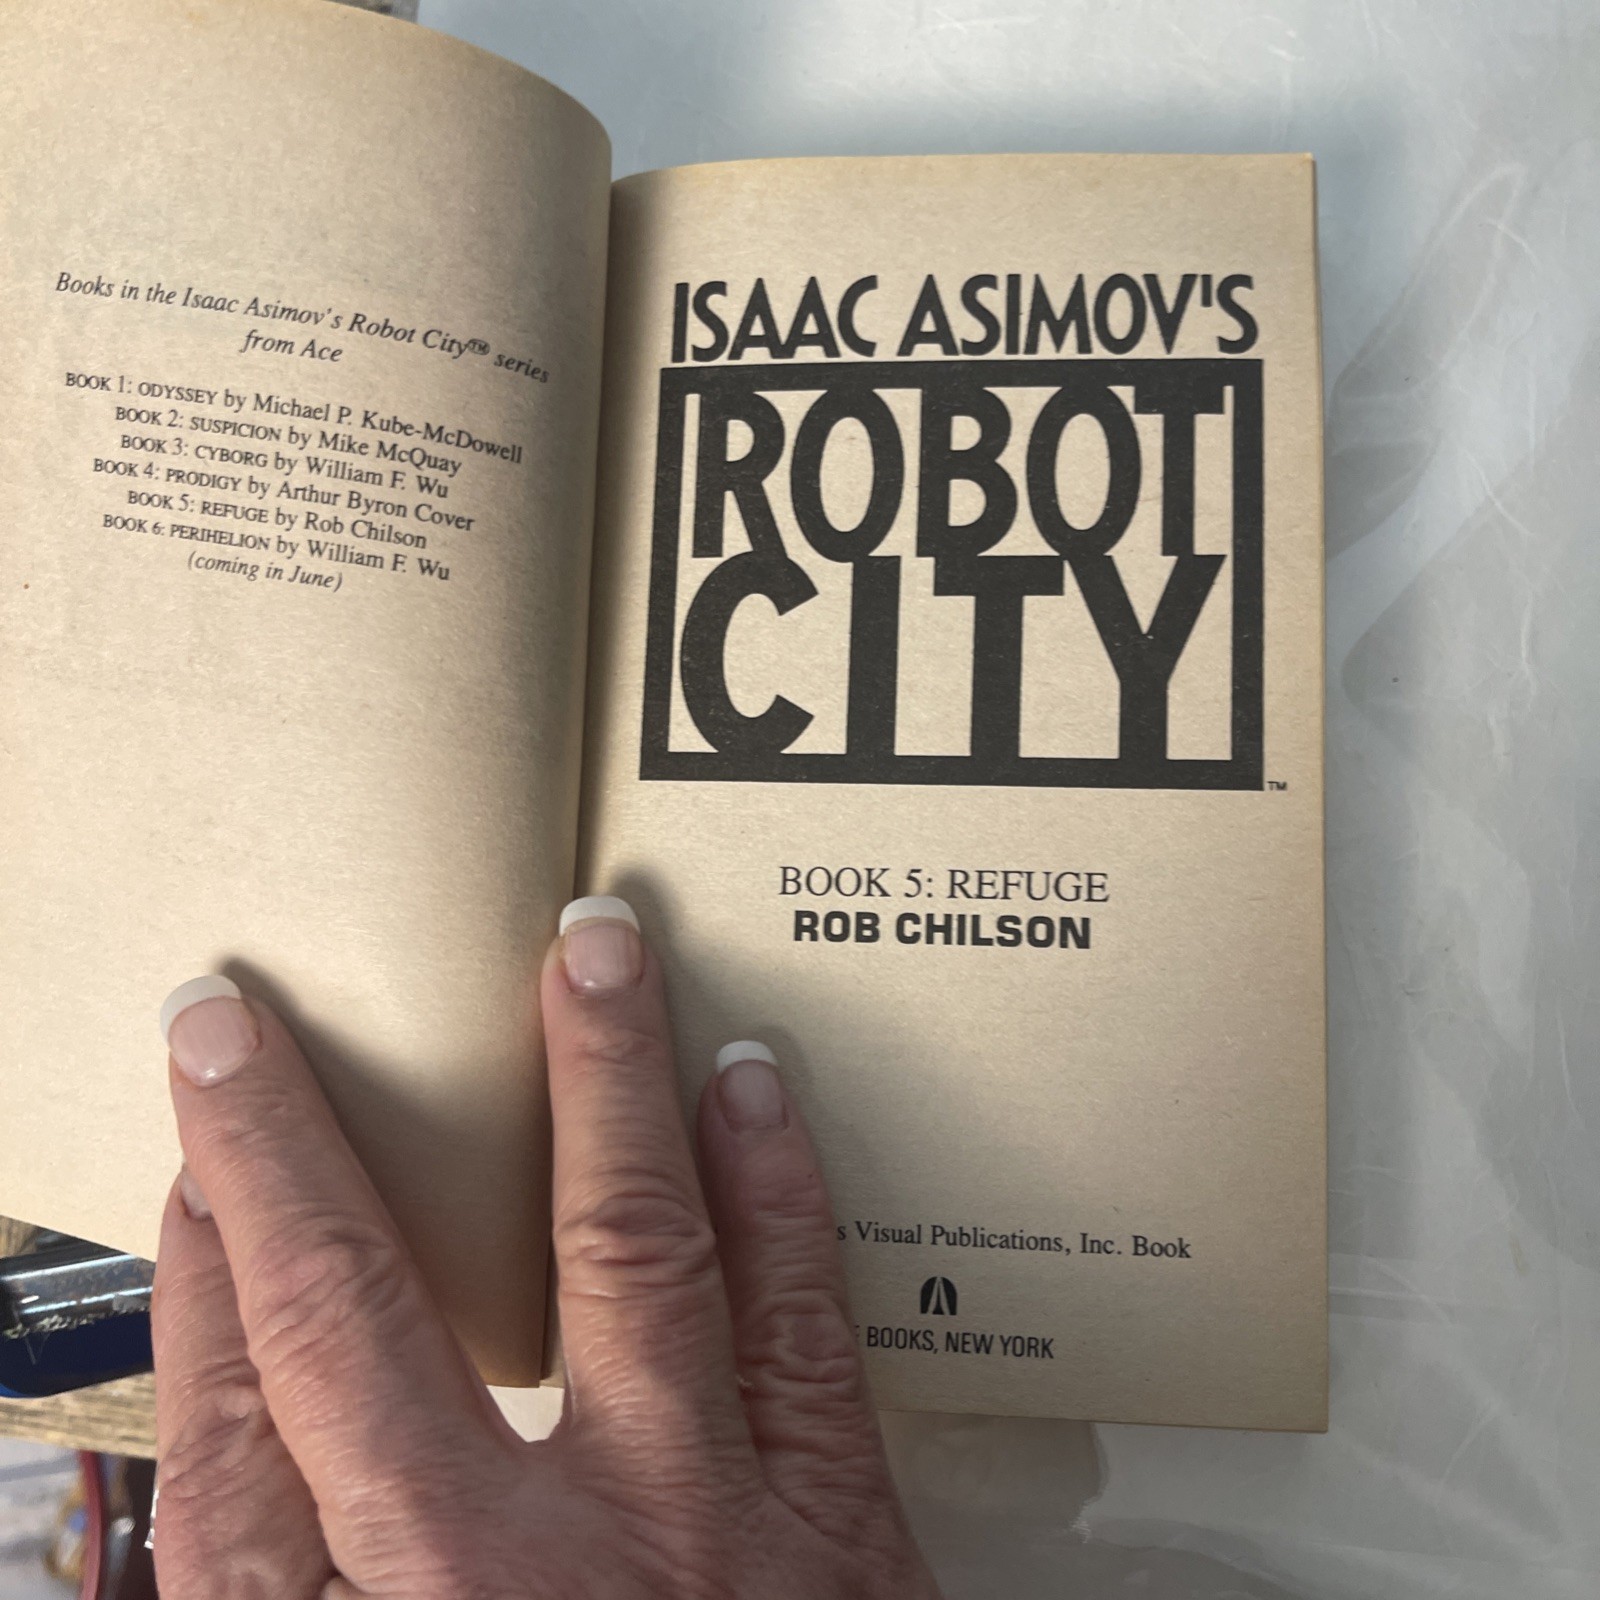 Books in the Isaac Asimov's Robot City™ series
from Ace
BOOK 1: ODYSSEY by Michael P. Kube-McDowell
BOOK 2: SUSPICION by Mike McQuay
BOOK 3: CYBORG by William F. Wu
BOOK 4: PRODIGY by Arthur Byron Cover
BOOK 5: REFUGE by Rob Chilson
BOOK 6: PERIHELION by William F. Wu
(coming in June)
ISAAC ASIMOV'S
ROBOT
CITY™
BOOK 5: REFUGE
ROB CHILSON
Visual Publications, Inc. Book
BOOKS, NEW YORK